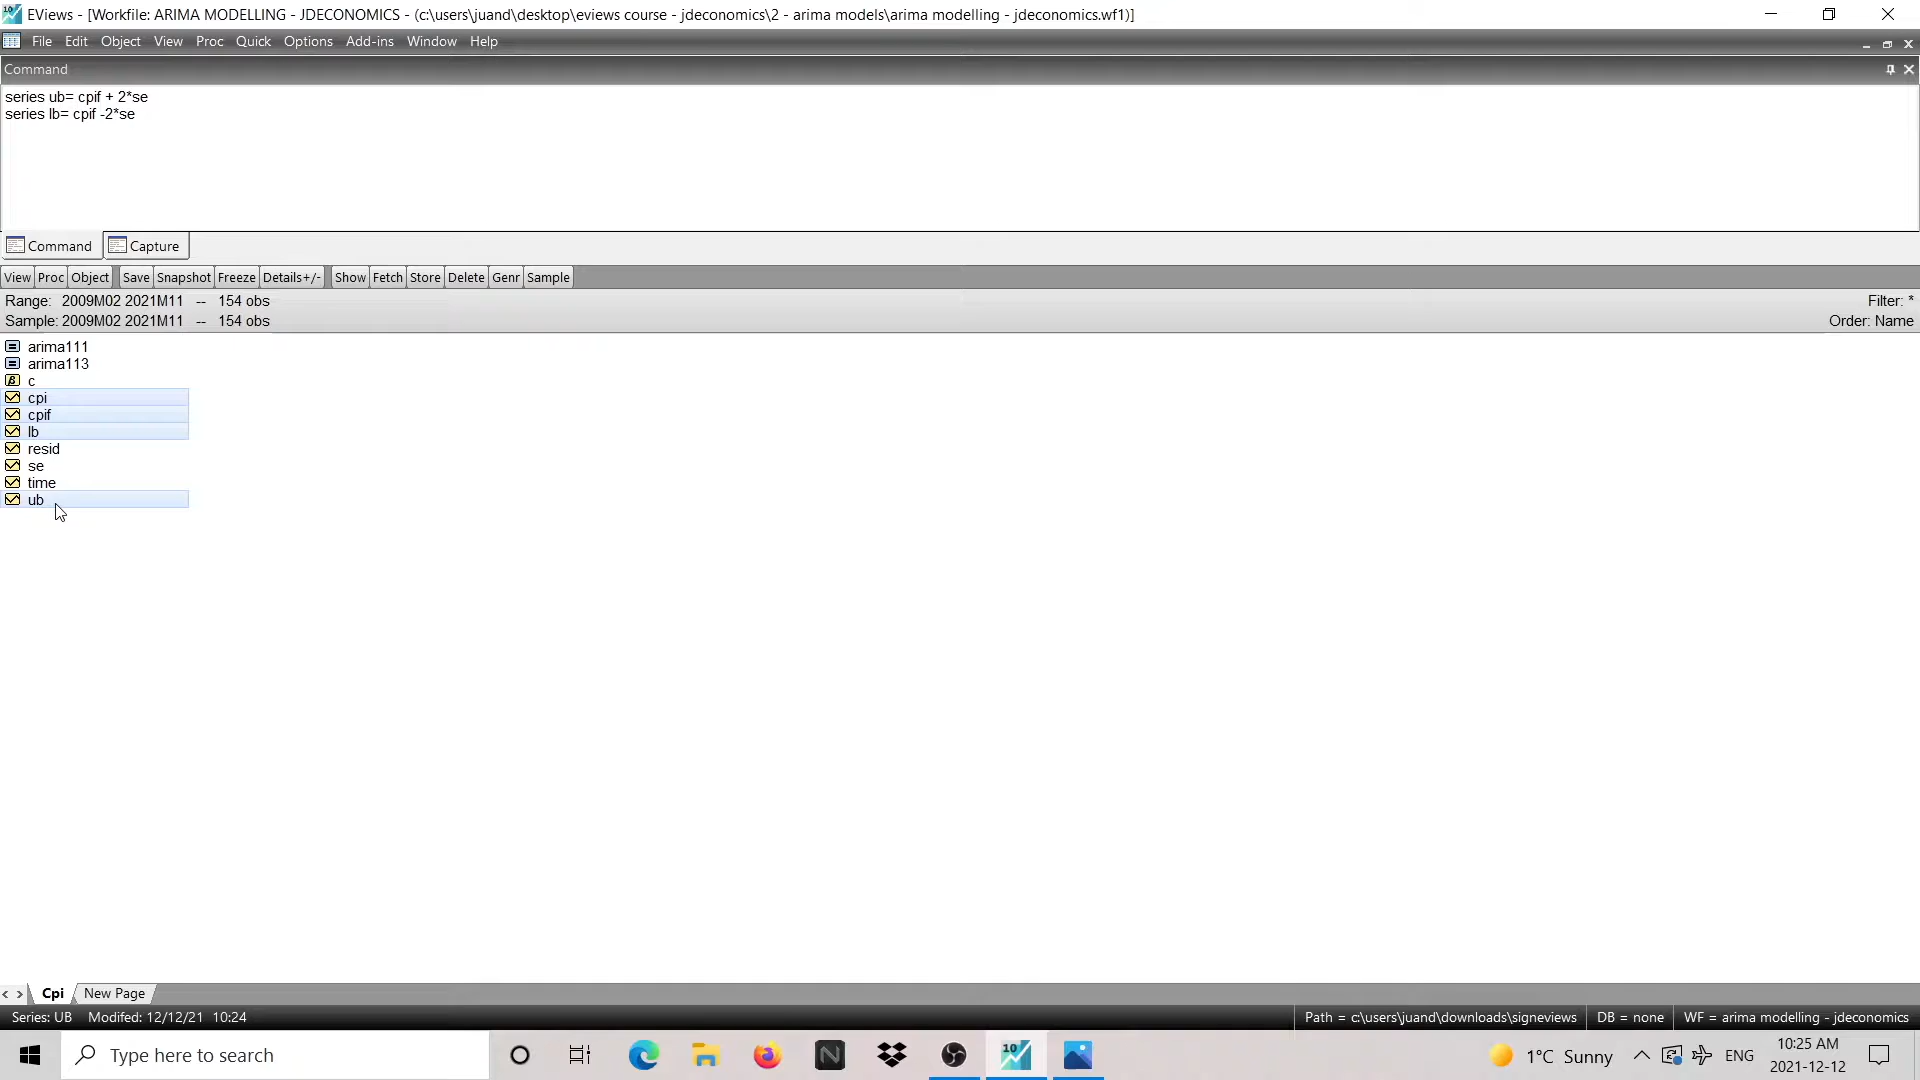 EViews - [Workfile: ARIMA MODELLING - JDECONOMICS - (c:\users\juand\desktop\eviews course - jdeconomics\2 - arima models\arima modelling - jdeconomics.wf1)]
File Edit Object View Proc Quick Options Add-ins Window Help
Command
series ub= cpif + 2*se
series lb= cpif -2*se
Command Capture
View Proc Object Save Snapshot Freeze Details+/- Show Fetch Store Delete Genr Sample
Range: 2009M02 2021M11 -- 154 obs Filter: *
Sample: 2009M02 2021M11 -- 154 obs Order: Name
arima111
arima113
β c
cpi
cpif
lb
resid
se
time
ub
Cpi New Page
Series: UB Modifed: 12/12/21 10:24 Path = c:\users\juand\downloads\signeviews DB = none WF = arima modelling - jdeconomics
Type here to search N 10 1°C Sunny ENG 10:25 AM
2021-12-12